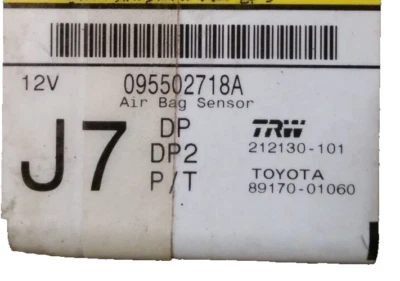 12V 095502718A
Air Bag Sensor
J7 DP TRW
DP2 212130-101
P/T TOYOTA
89170-01060